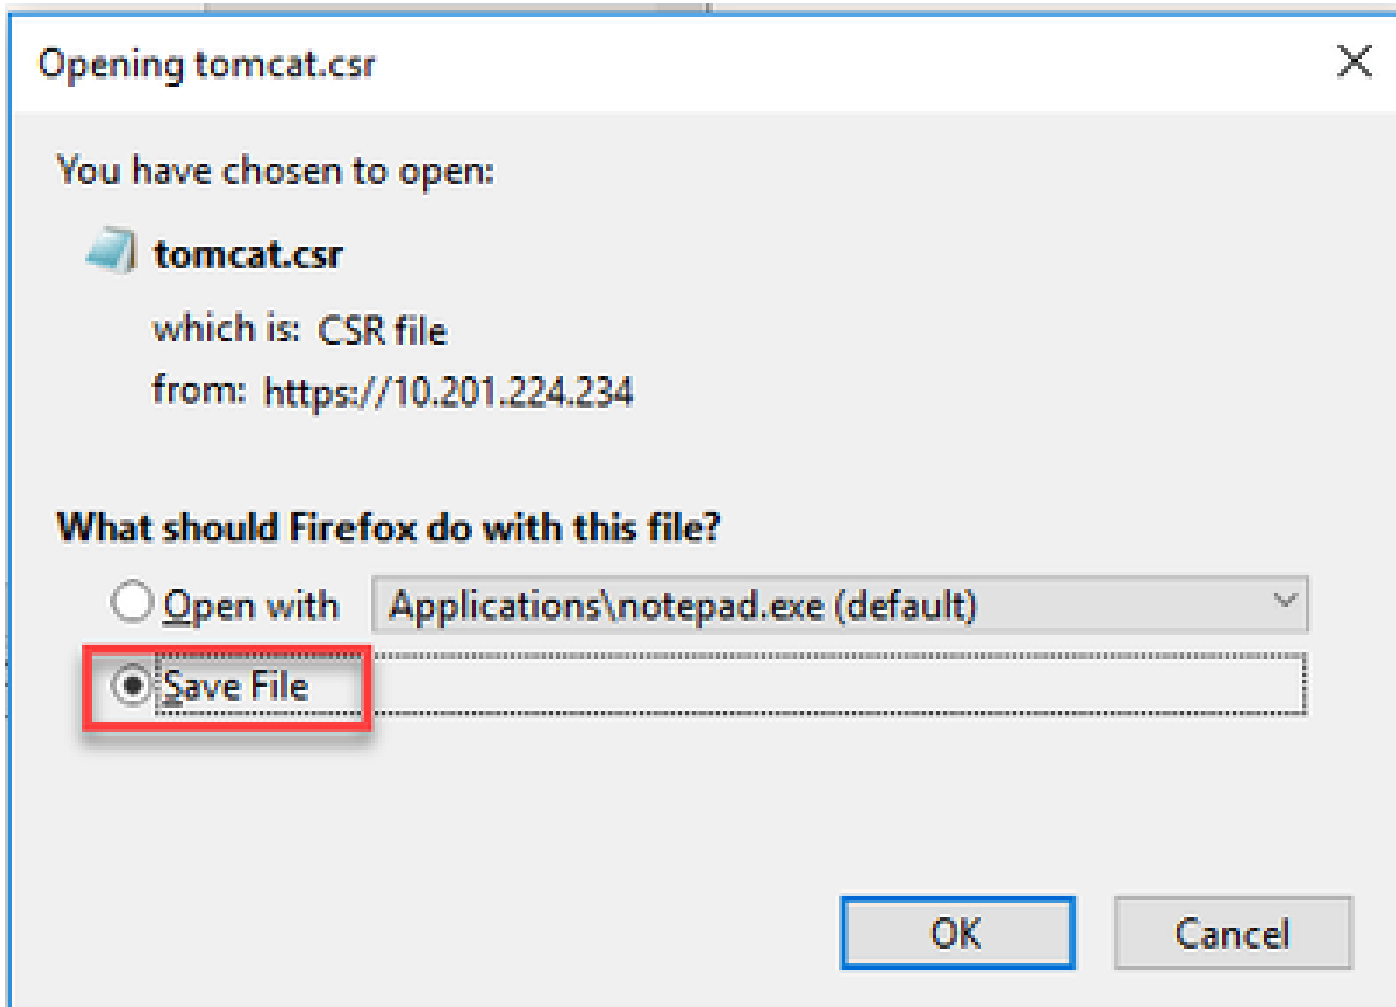 Opening tomcat.csr
You have chosen to open:
tomcat.csr
which is: CSR file
from: https://10.201.224.234
What should Firefox do with this file?
Open with Applications\notepad.exe (default)
Save File
OK Cancel